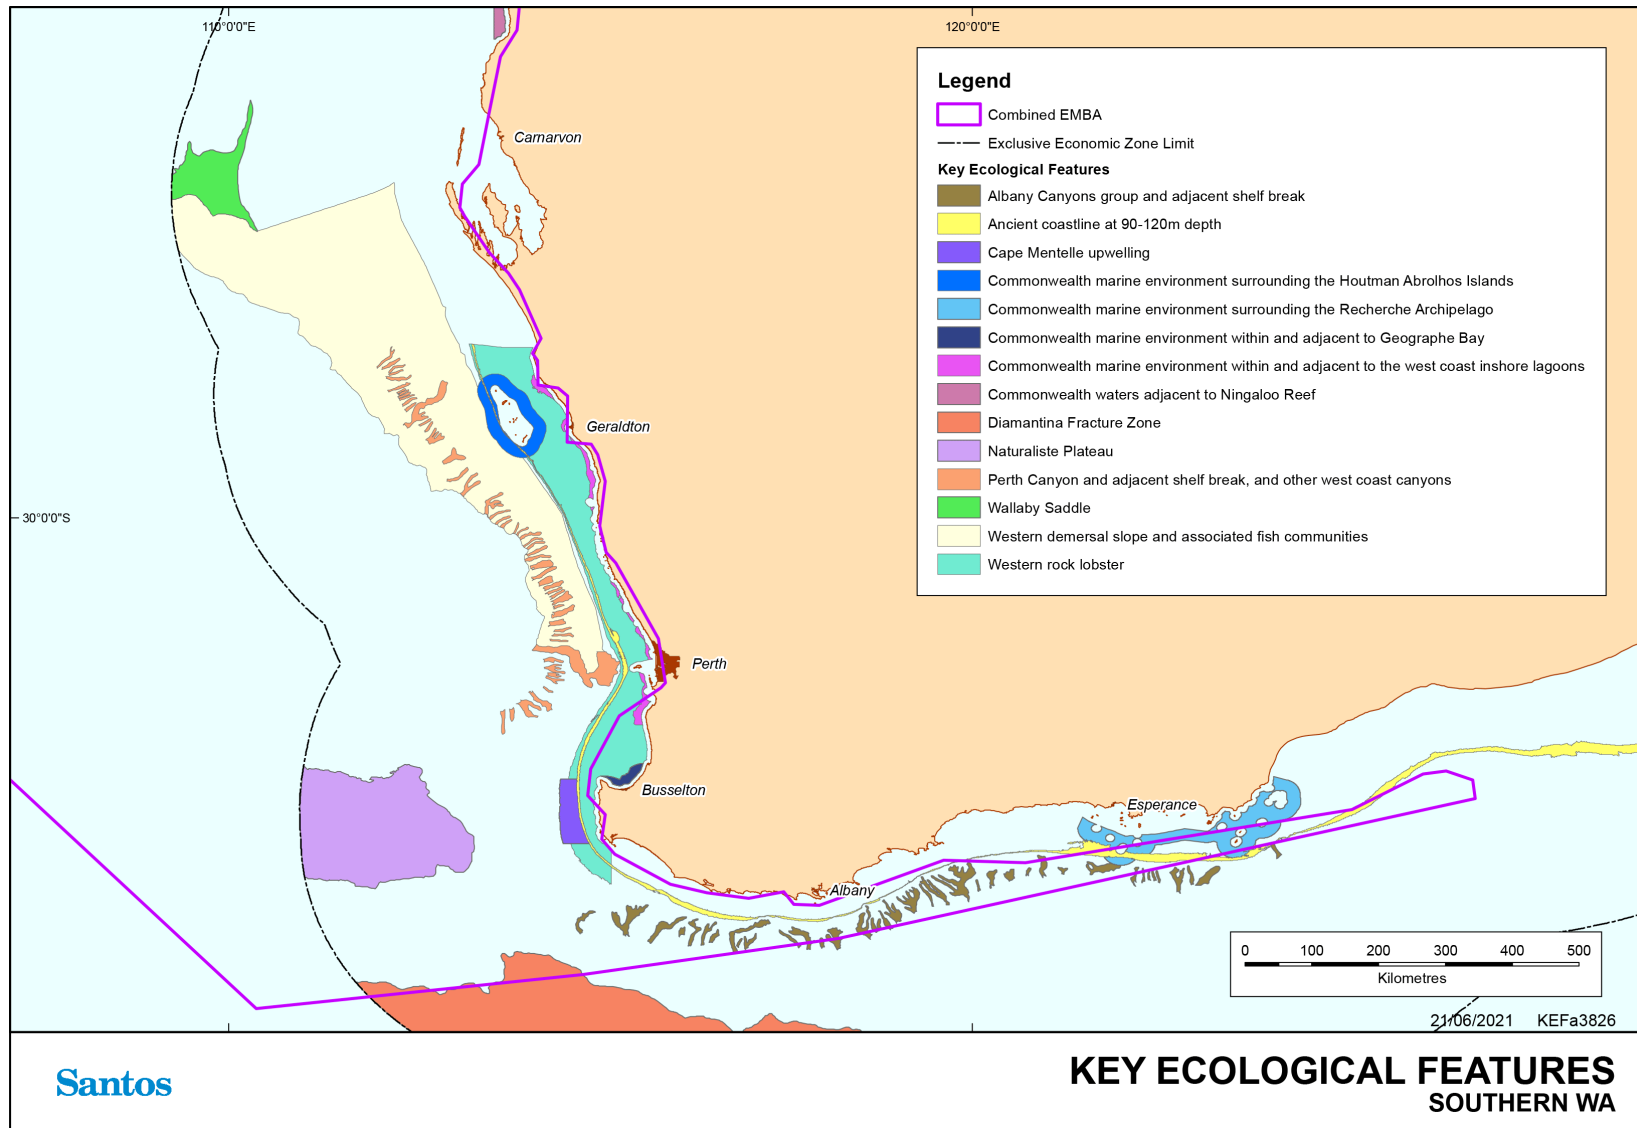 110°0'0"E
120°0'0"E
Legend
Combined EMBA
Exclusive Economic Zone Limit
Key Ecological Features
Albany Canyons group and adjacent shelf break
Ancient coastline at 90-120m depth
Cape Mentelle upwelling
Commonwealth marine environment surrounding the Houtman Abrolhos Islands
Commonwealth marine environment surrounding the Recherche Archipelago
Commonwealth marine environment within and adjacent to Geographe Bay
Commonwealth marine environment within and adjacent to the west coast inshore lagoons
Commonwealth waters adjacent to Ningaloo Reef
Diamantina Fracture Zone
Naturaliste Plateau
Perth Canyon and adjacent shelf break, and other west coast canyons
Wallaby Saddle
Western demersal slope and associated fish communities
Western rock lobster
Carnarvon
Geraldton
30°0'0"S
Perth
Busselton
Esperance
Albany
0 100 200 300 400 500
Kilometres
21/06/2021 KEFa3826
Santos
KEY ECOLOGICAL FEATURES
SOUTHERN WA